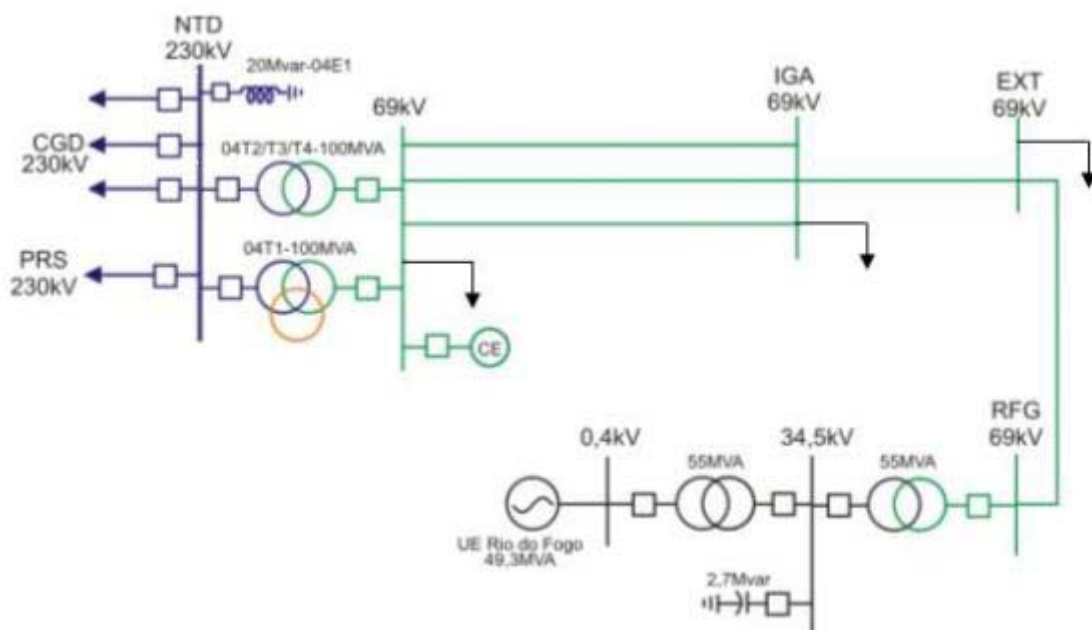 NTD
230kV
20Mvar-04E1
69kV
IGA
69kV
EXT
69kV
CGD
230kV
04T2/T3/T4-100MVA
04T1-100MVA
PRS
230kV
CE
RFG
69kV
0,4kV
34,5kV
55MVA
55MVA
UE Rio do Fogo
49,3MVA
2,7Mvar